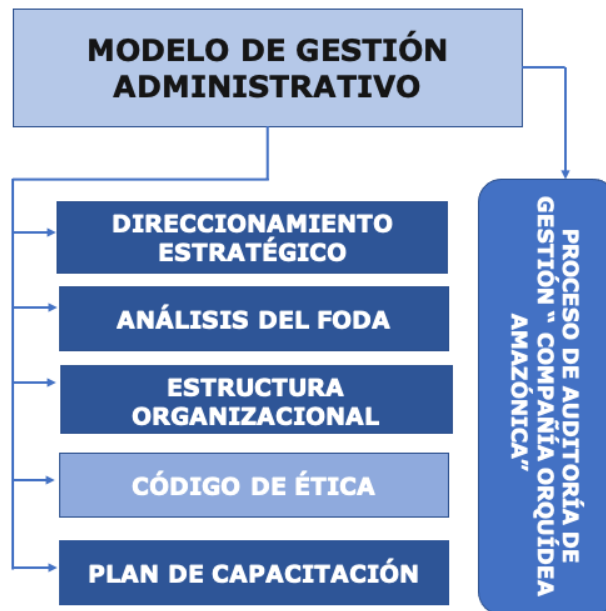 MODELO DE GESTIÓN
ADMINISTRATIVO
DIRECCIONAMIENTO
ESTRATÉGICO
ANÁLISIS DEL FODA
ESTRUCTURA
ORGANIZACIONAL
CÓDIGO DE ÉTICA
PLAN DE CAPACITACIÓN
PROCESO DE AUDITORÍA DE
GESTIÓN “ COMPAÑÍA ORQUÍDEA
AMAZÓNICA”